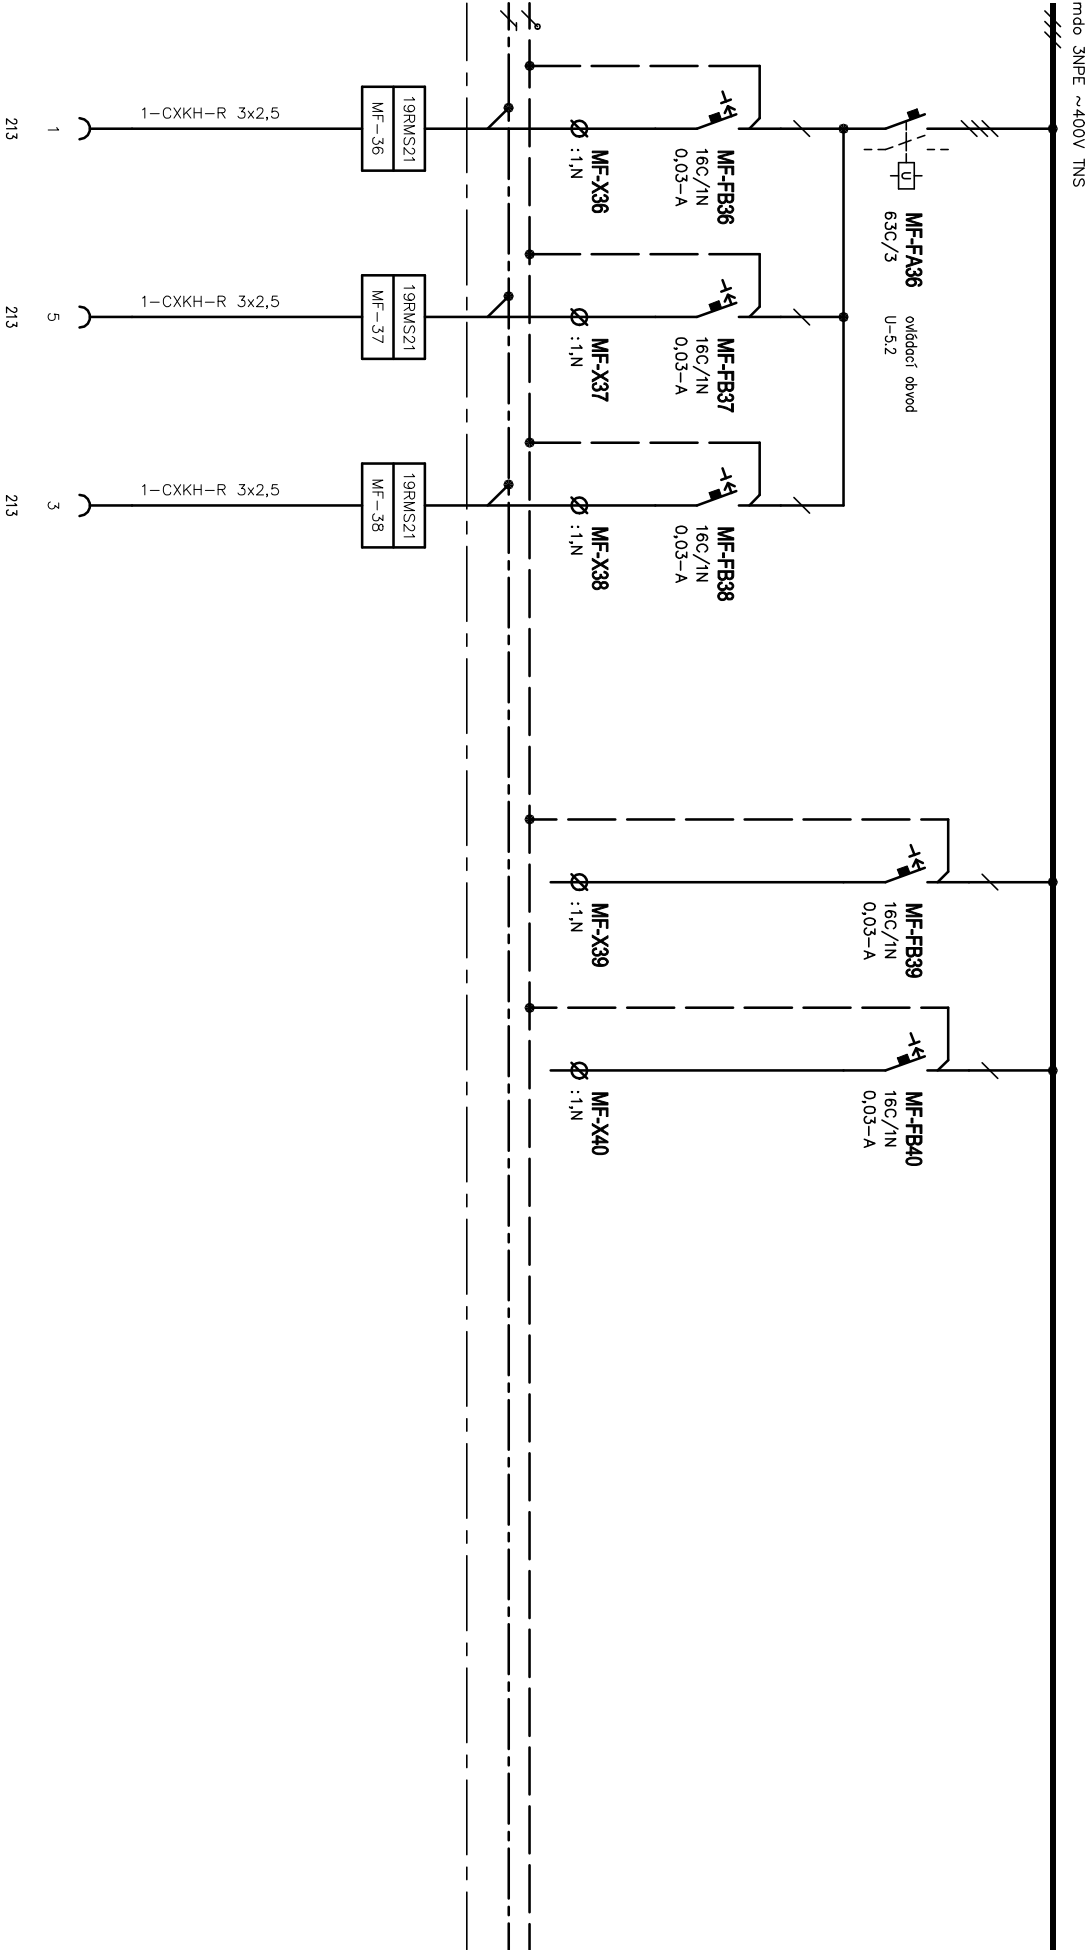 mdo 3NPE ~400V TNS
MF-FA36
63C/3
ovládací obvod
U-5.2
U
MF-FB36
16C/1N
0,03-A
MF-X36
:1,N
19RMS21
MF-36
1-CXKH-R 3x2,5
1
213
MF-FB37
16C/1N
0,03-A
MF-X37
:1,N
19RMS21
MF-37
1-CXKH-R 3x2,5
5
213
MF-FB38
16C/1N
0,03-A
MF-X38
:1,N
19RMS21
MF-38
1-CXKH-R 3x2,5
3
213
MF-FB39
16C/1N
0,03-A
MF-X39
:1,N
MF-FB40
16C/1N
0,03-A
MF-X40
:1,N